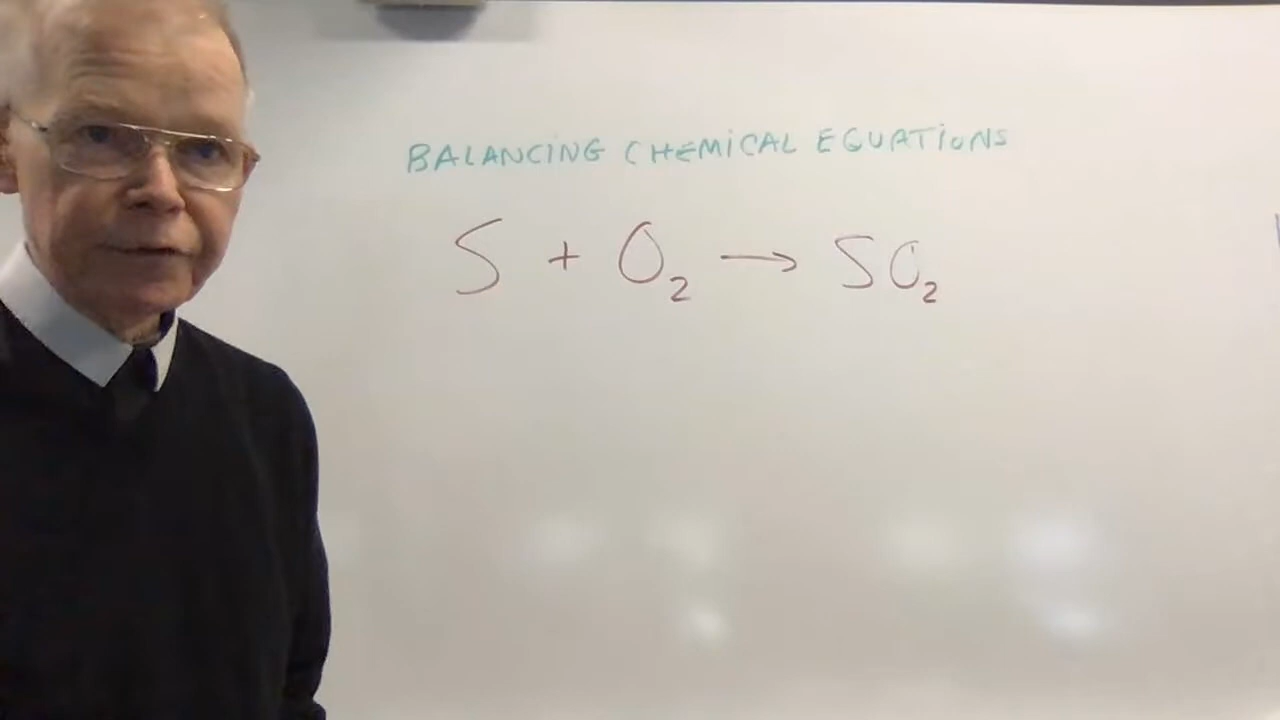 BALANCING CHEMICAL EQUATIONS
S + O₂ → SO₂